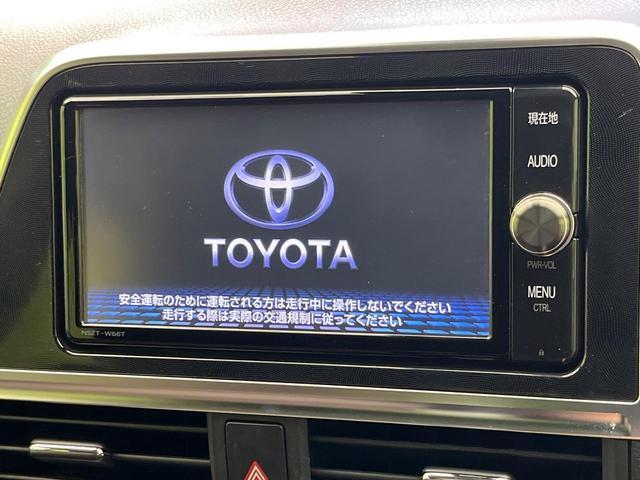 現在地
AUDIO
TOYOTA
PWR·VOL
安全運転のために運転される方は走行中に操作しないでください
走行する際は実際の交通規制に従ってください
MENU
CTRL
NSZT-W66T